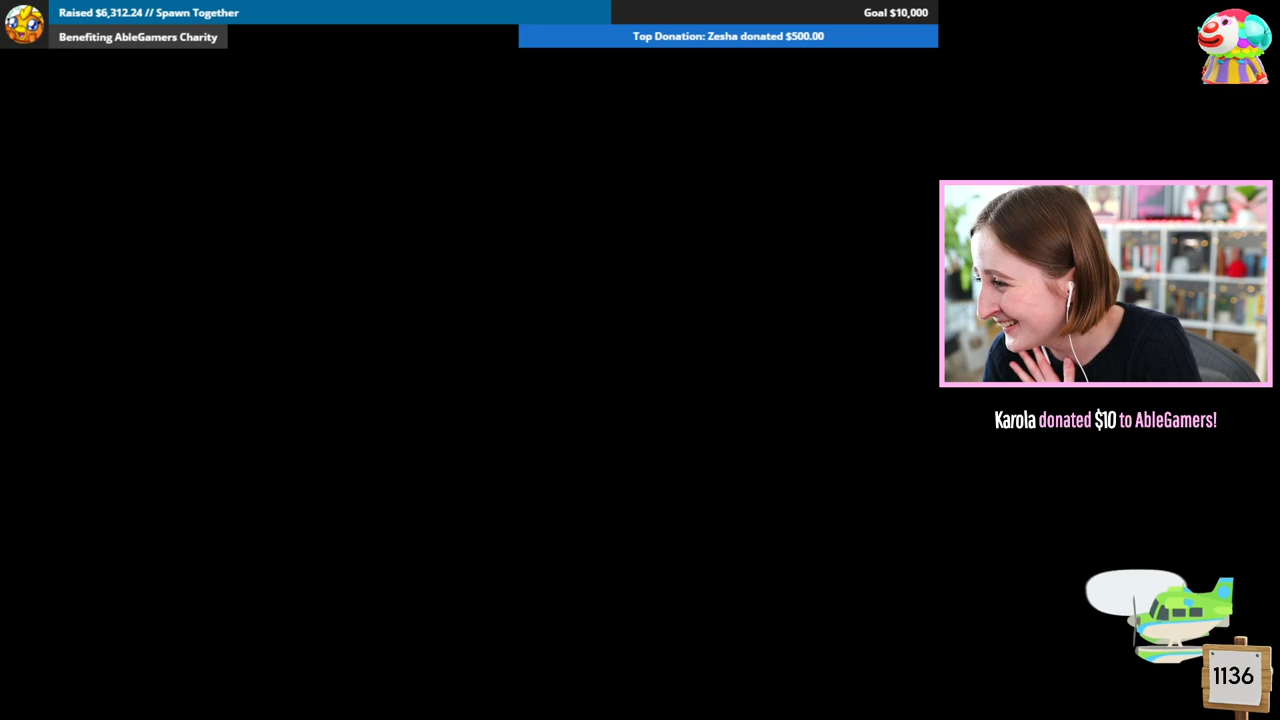 Raised $6,312.24 // Spawn Together
Goal $10,000
Benefiting AbleGamers Charity
Top Donation: Zesha donated $500.00
Karola donated $10 to AbleGamers!
1136